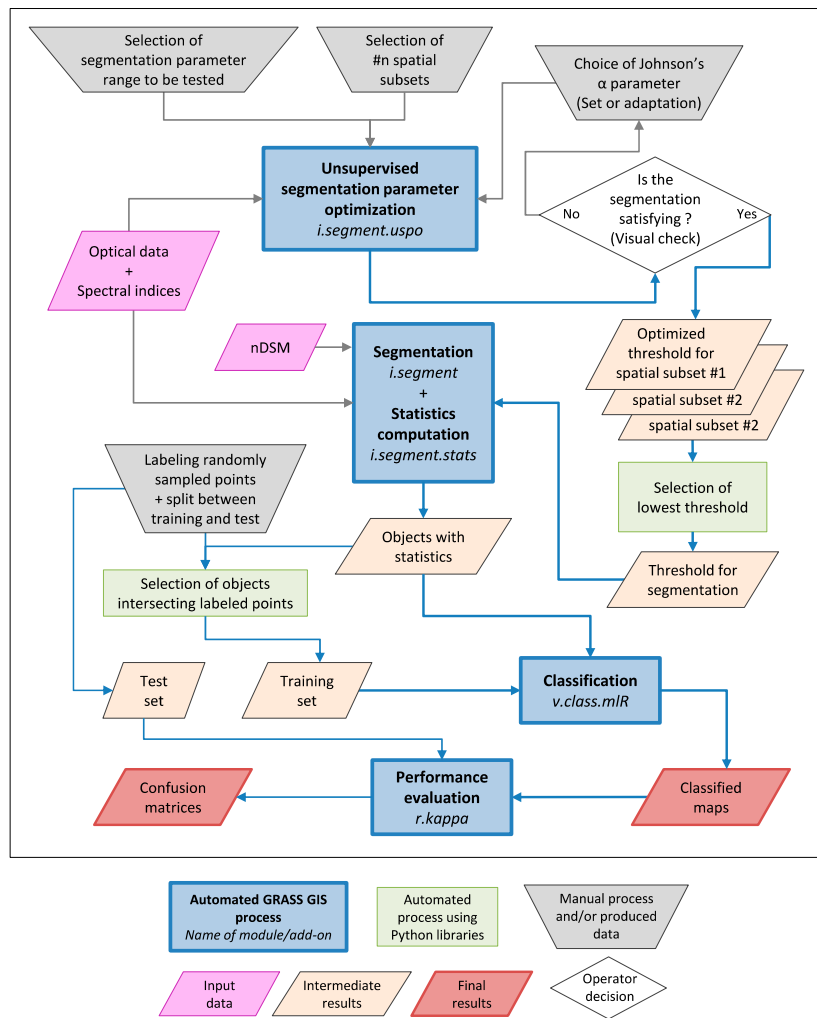 Selection of
segmentation parameter
range to be tested
Selection of
#n spatial
subsets
Choice of Johnson's
α parameter
(Set or adaptation)
Unsupervised
segmentation parameter
optimization
i.segment.uspo
Is the
segmentation
satisfying ?
(Visual check)
No
Yes
Optical data
+
Spectral indices
nDSM
Segmentation
i.segment
+
Statistics
computation
i.segment.stats
Optimized
threshold for
spatial subset #1
spatial subset #2
spatial subset #2
Labeling randomly
sampled points
+ split between
training and test
Selection of
lowest threshold
Objects with
statistics
Threshold for
segmentation
Selection of objects
intersecting labeled points
Test
set
Training
set
Classification
v.class.mlR
Confusion
matrices
Performance
evaluation
r.kappa
Classified
maps
Automated GRASS GIS
process
Name of module/add-on
Automated
process using
Python libraries
Manual process
and/or produced
data
Input
data
Intermediate
results
Final
results
Operator
decision